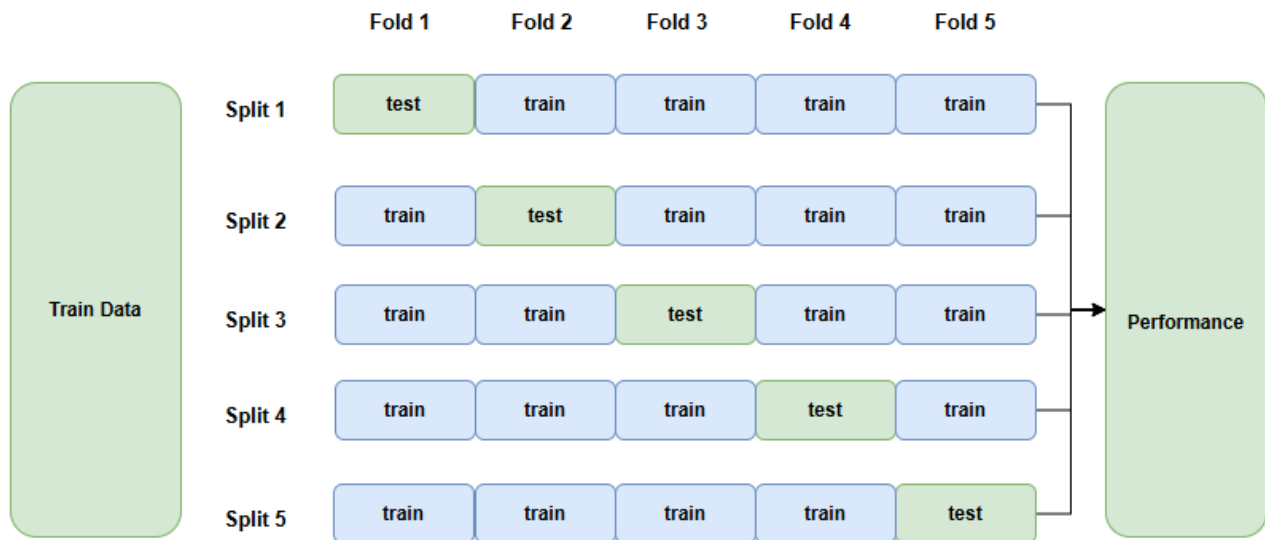 Fold 1 Fold 2 Fold 3 Fold 4 Fold 5
Split 1 test train train train train
Split 2 train test train train train
Train Data
Split 3 train train test train train
Performance
Split 4 train train train test train
Split 5 train train train train test